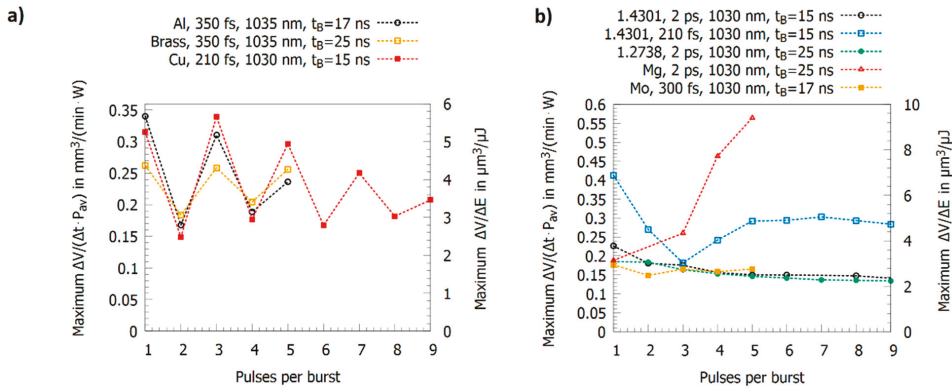 a)
Al, 350 fs, 1035 nm, t_B=17 ns
Brass, 350 fs, 1035 nm, t_B=25 ns
Cu, 210 fs, 1030 nm, t_B=15 ns
Maximum ΔV/(Δt·P_av) in mm³/(min·W)
0.35
0.3
0.25
0.2
0.15
0.1
0.05
0
6
5
4
3
2
1
0
Maximum ΔV/ΔE in µm³/µJ
1 2 3 4 5 6 7 8 9
Pulses per burst
b)
1.4301, 2 ps, 1030 nm, t_B=15 ns
1.4301, 210 fs, 1030 nm, t_B=15 ns
1.2738, 2 ps, 1030 nm, t_B=25 ns
Mg, 2 ps, 1030 nm, t_B=25 ns
Mo, 300 fs, 1030 nm, t_B=17 ns
Maximum ΔV/(Δt·P_av) in mm³/(min·W)
0.6
0.55
0.5
0.45
0.4
0.35
0.3
0.25
0.2
0.15
0.1
0.05
0
10
8
6
4
2
0
Maximum ΔV/ΔE in µm³/µJ
1 2 3 4 5 6 7 8 9
Pulses per burst